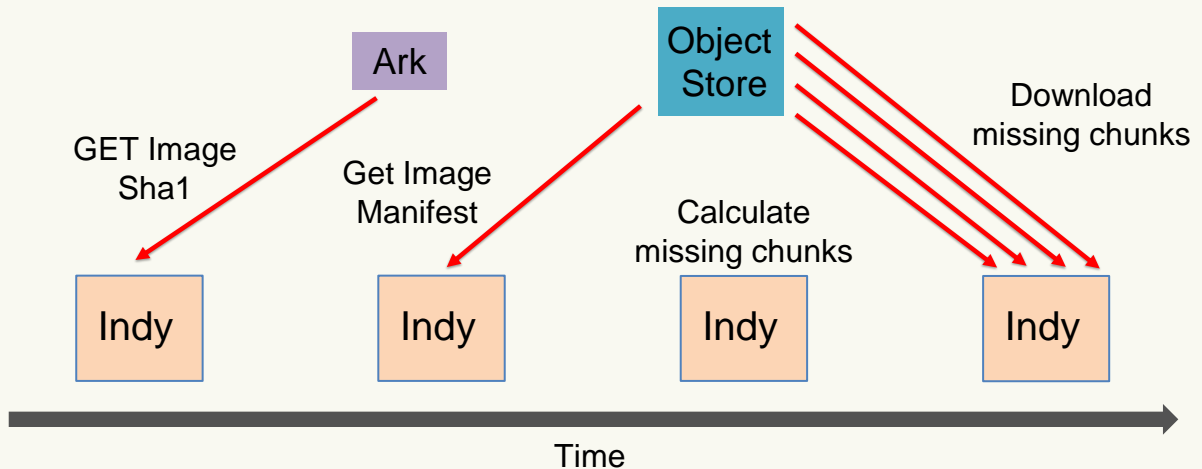 Ark
Object
Store
GET Image
Sha1
Get Image
Manifest
Calculate
missing chunks
Download
missing chunks
Indy
Indy
Indy
Indy
Time